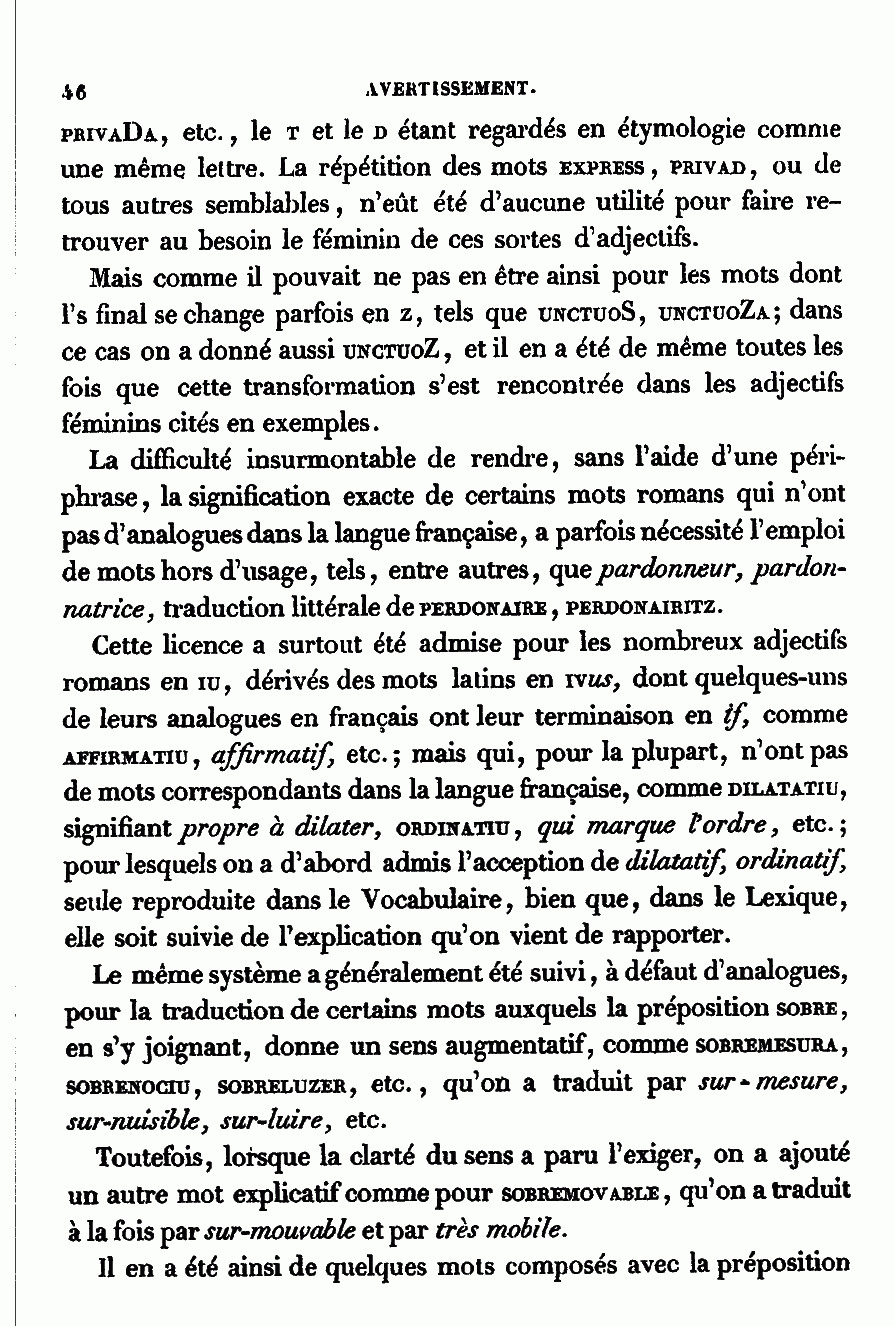 46 AVERTISSEMENT.
PRIVADA, etc., le T et le D étant regardés en étymologie comme
une même lettre. La répétition des mots EXPRESS, PRIVAD, ou de
tous autres semblables, n'eût été d'aucune utilité pour faire re-
trouver au besoin le féminin de ces sortes d'adjectifs.
Mais comme il pouvait ne pas en être ainsi pour les mots dont
l's final se change parfois en Z, tels que UNCTUOS, UNCTUOZA; dans
ce cas on a donné aussi UNCTUOZ, et il en a été de même toutes les
fois que cette transformation s'est rencontrée dans les adjectifs
féminins cités en exemples.
La difficulté insurmontable de rendre, sans l'aide d'une péri-
phrase, la signification exacte de certains mots romans qui n'ont
pas d'analogues dans la langue française, a parfois nécessité l'emploi
de mots hors d'usage, tels, entre autres, que pardonneur, pardon-
natrice, traduction littérale de PERDONAIRE, PERDONAIRITZ.
Cette licence a surtout été admise pour les nombreux adjectifs
romans en IU, dérivés des mots latins en IVus, dont quelques-uns
de leurs analogues en français ont leur terminaison en if, comme
AFFIRMATIU, affirmatif, etc.; mais qui, pour la plupart, n'ont pas
de mots correspondants dans la langue française, comme DILATATIU,
signifiant propre à dilater, ORDINATIU, qui marque l'ordre, etc.;
pour lesquels on a d'abord admis l'acception de dilatatif, ordinatif,
seule reproduite dans le Vocabulaire, bien que, dans le Lexique,
elle soit suivie de l'explication qu'on vient de rapporter.
Le même système a généralement été suivi, à défaut d'analogues,
pour la traduction de certains mots auxquels la préposition SOBRE,
en s'y joignant, donne un sens augmentatif, comme SOBREMESURA,
SOBRENOCIU, SOBRELUZER, etc., qu'on a traduit par sur-mesure,
sur-nuisible, sur-luire, etc.
Toutefois, lorsque la clarté du sens a paru l'exiger, on a ajouté
un autre mot explicatif comme pour SOBREMOVABLE, qu'on a traduit
à la fois par sur-mouvable et par très mobile.
Il en a été ainsi de quelques mots composés avec la préposition